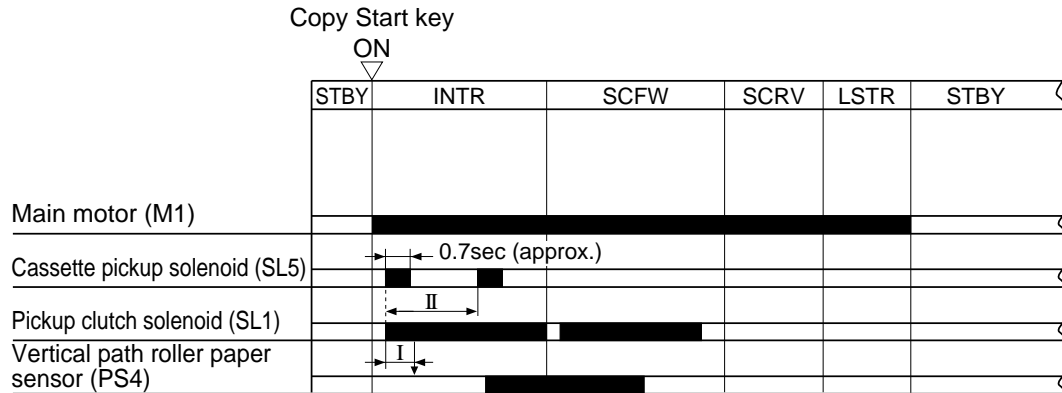 Copy Start key
ON
STBY INTR SCFW SCRV LSTR STBY
Main motor (M1)
0.7sec (approx.)
Cassette pickup solenoid (SL5)
II
Pickup clutch solenoid (SL1)
I
Vertical path roller paper
sensor (PS4)